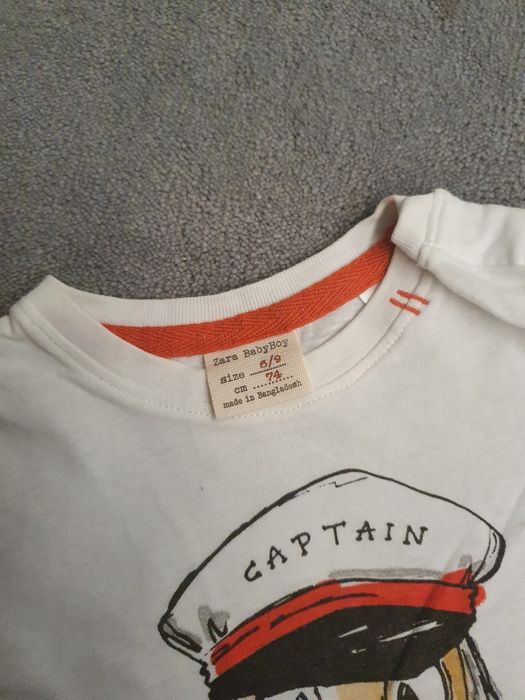 Zara BabyBoy
size 6/9
cm 74
made in Bangladesh
CAPTAIN